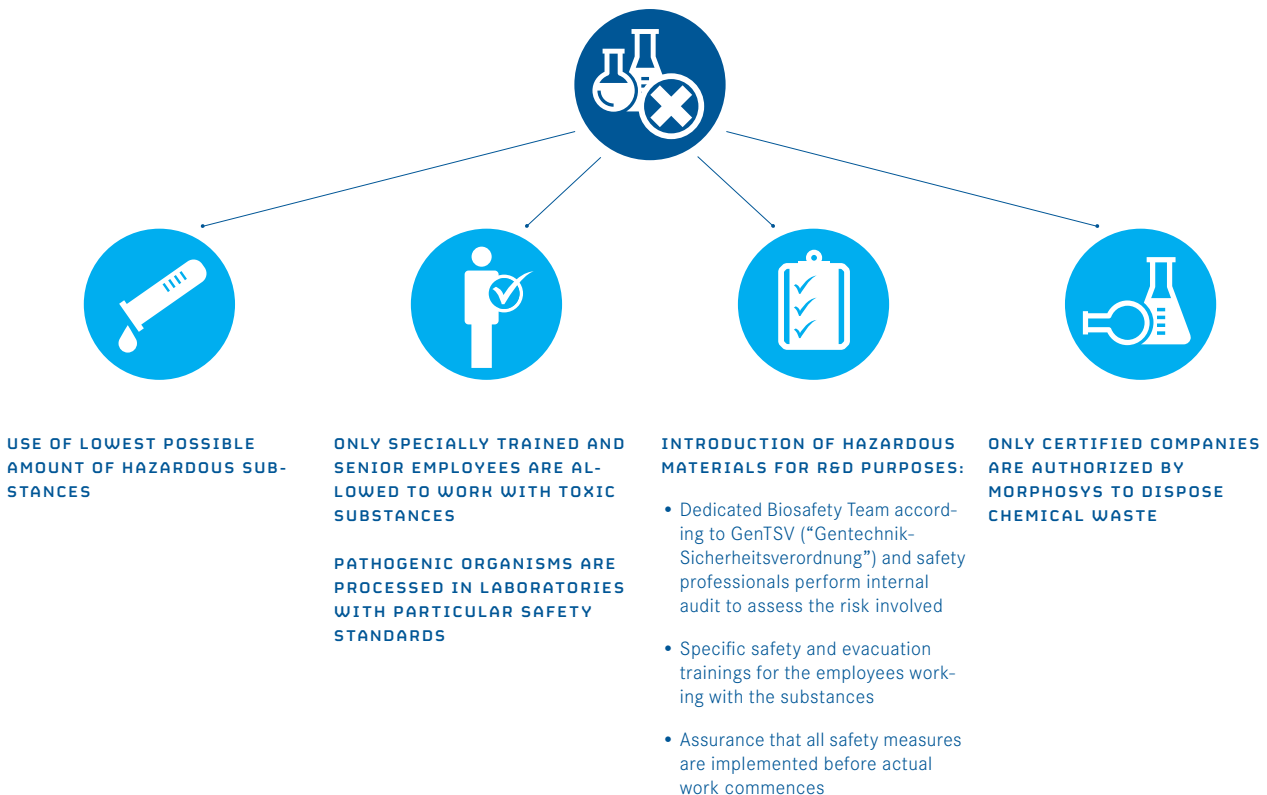 USE OF LOWEST POSSIBLE
AMOUNT OF HAZARDOUS SUB-
STANCES
ONLY SPECIALLY TRAINED AND
SENIOR EMPLOYEES ARE AL-
LOWED TO WORK WITH TOXIC
SUBSTANCES
PATHOGENIC ORGANISMS ARE
PROCESSED IN LABORATORIES
WITH PARTICULAR SAFETY
STANDARDS
INTRODUCTION OF HAZARDOUS
MATERIALS FOR R&D PURPOSES:
• Dedicated Biosafety Team accord-
ing to GenTSV (“Gentechnik-
Sicherheitsverordnung”) and safety
professionals perform internal
audit to assess the risk involved
• Specific safety and evacuation
trainings for the employees work-
ing with the substances
• Assurance that all safety measures
are implemented before actual
work commences
ONLY CERTIFIED COMPANIES
ARE AUTHORIZED BY
MORPHOSYS TO DISPOSE
CHEMICAL WASTE